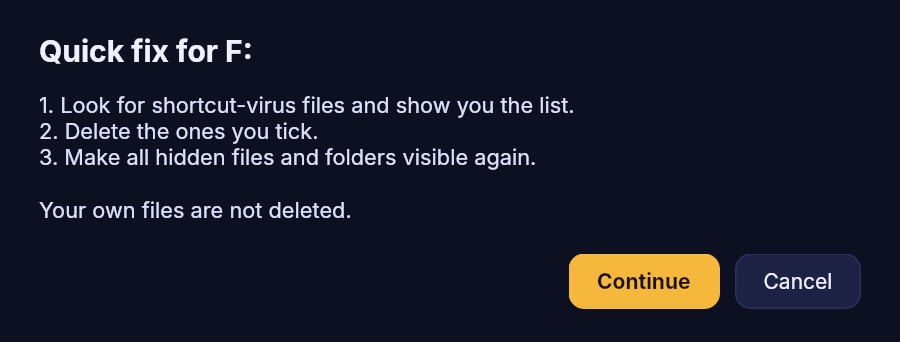 Quick fix for F:
1. Look for shortcut-virus files and show you the list.
2. Delete the ones you tick.
3. Make all hidden files and folders visible again.
Your own files are not deleted.
Continue
Cancel